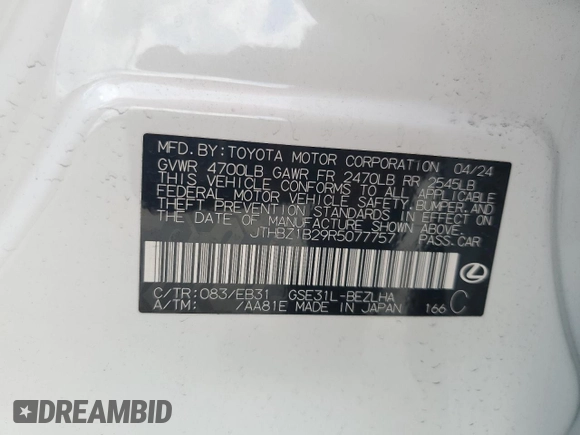 MFD. BY: TOYOTA MOTOR CORPORATION 04/24
GVWR 4700LB GAWR FR 2470LB RR 2545LB
THIS VEHICLE CONFORMS TO ALL APPLICABLE
FEDERAL MOTOR VEHICLE SAFETY, BUMPER, AND
THEFT PREVENTION STANDARDS IN EFFECT ON
THE DATE OF MANUFACTURE SHOWN ABOVE.
JTHBZ1B29R5077757 PASS.CAR
C/TR: 083/EB31 GSE31L-BEZLHA
A/TM: /AA81E MADE IN JAPAN 166 C
DREAMBID